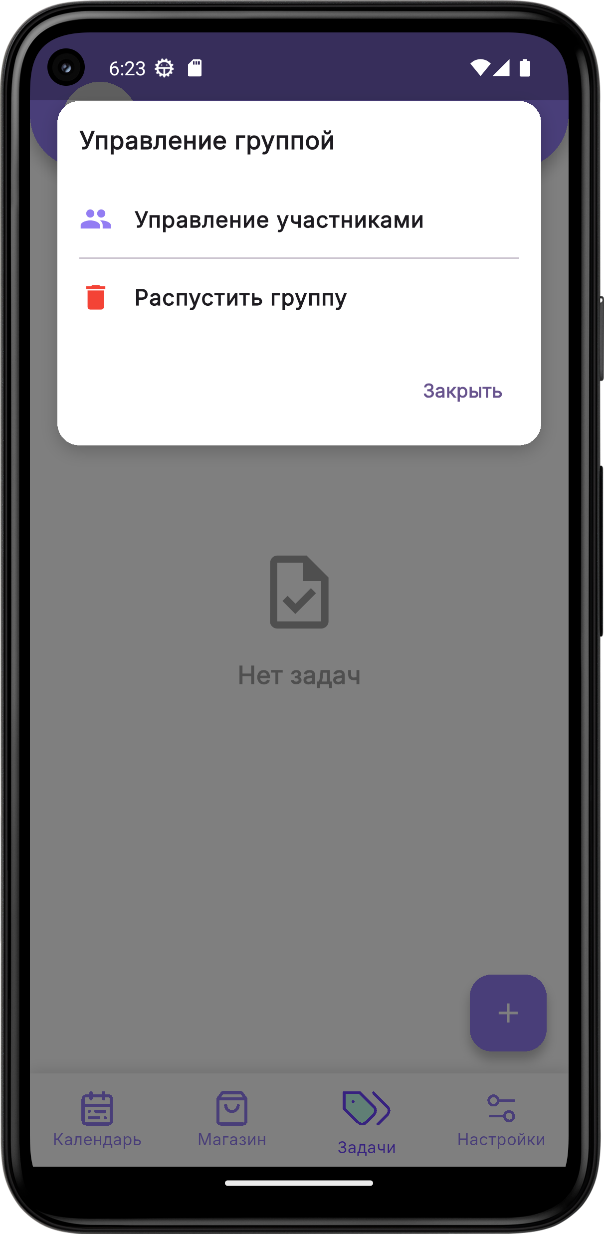 6:23
Управление группой
Управление участниками
Распустить группу
Закрыть
Нет задач
+
Календарь
Магазин
Задачи
Настройки